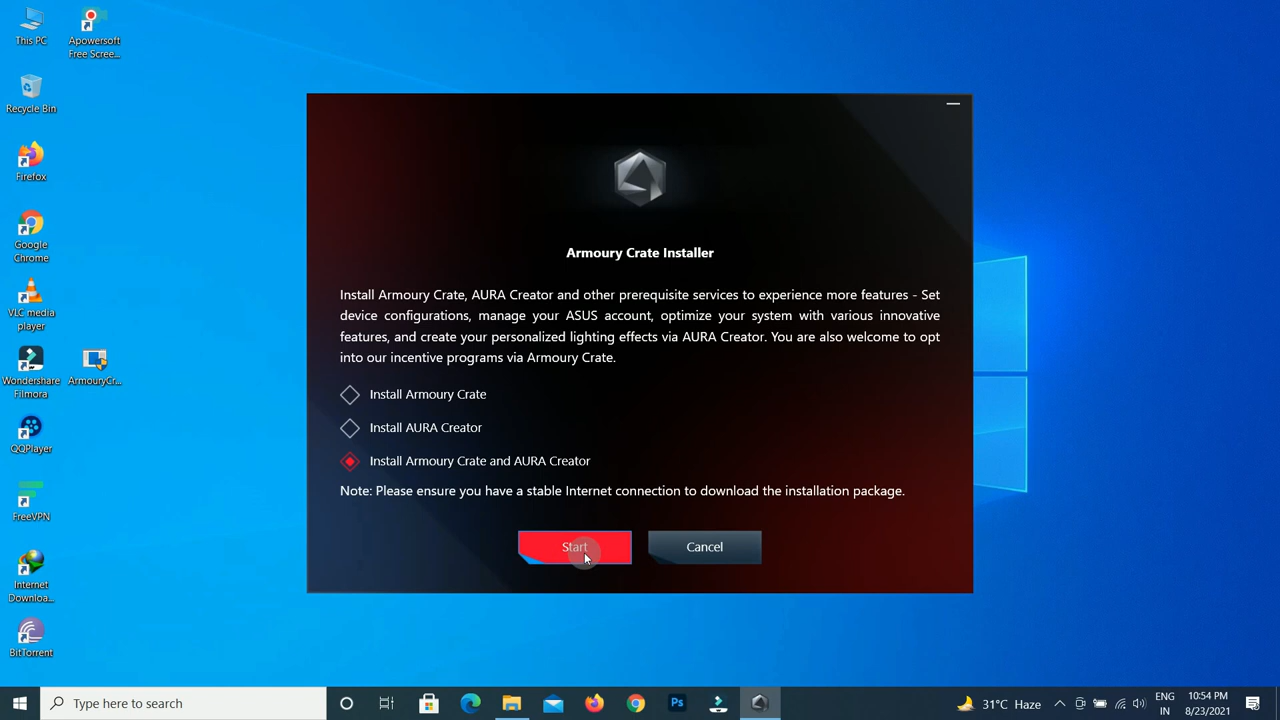 This PC
Apowersoft
Free Scree...
Recycle Bin
Firefox
Google
Chrome
VLC media
player
Wondershare
Filmora
ArmouryCr...
QQPlayer
FreeVPN
Internet
Downloa...
BitTorrent
Armoury Crate Installer
Install Armoury Crate, AURA Creator and other prerequisite services to experience more features - Set
device configurations, manage your ASUS account, optimize your system with various innovative
features, and create your personalized lighting effects via AURA Creator. You are also welcome to opt
into our incentive programs via Armoury Crate.
Install Armoury Crate
Install AURA Creator
Install Armoury Crate and AURA Creator
Note: Please ensure you have a stable Internet connection to download the installation package.
Start
Cancel
Type here to search
Ps
31°C Haze
ENG
IN
10:54 PM
8/23/2021